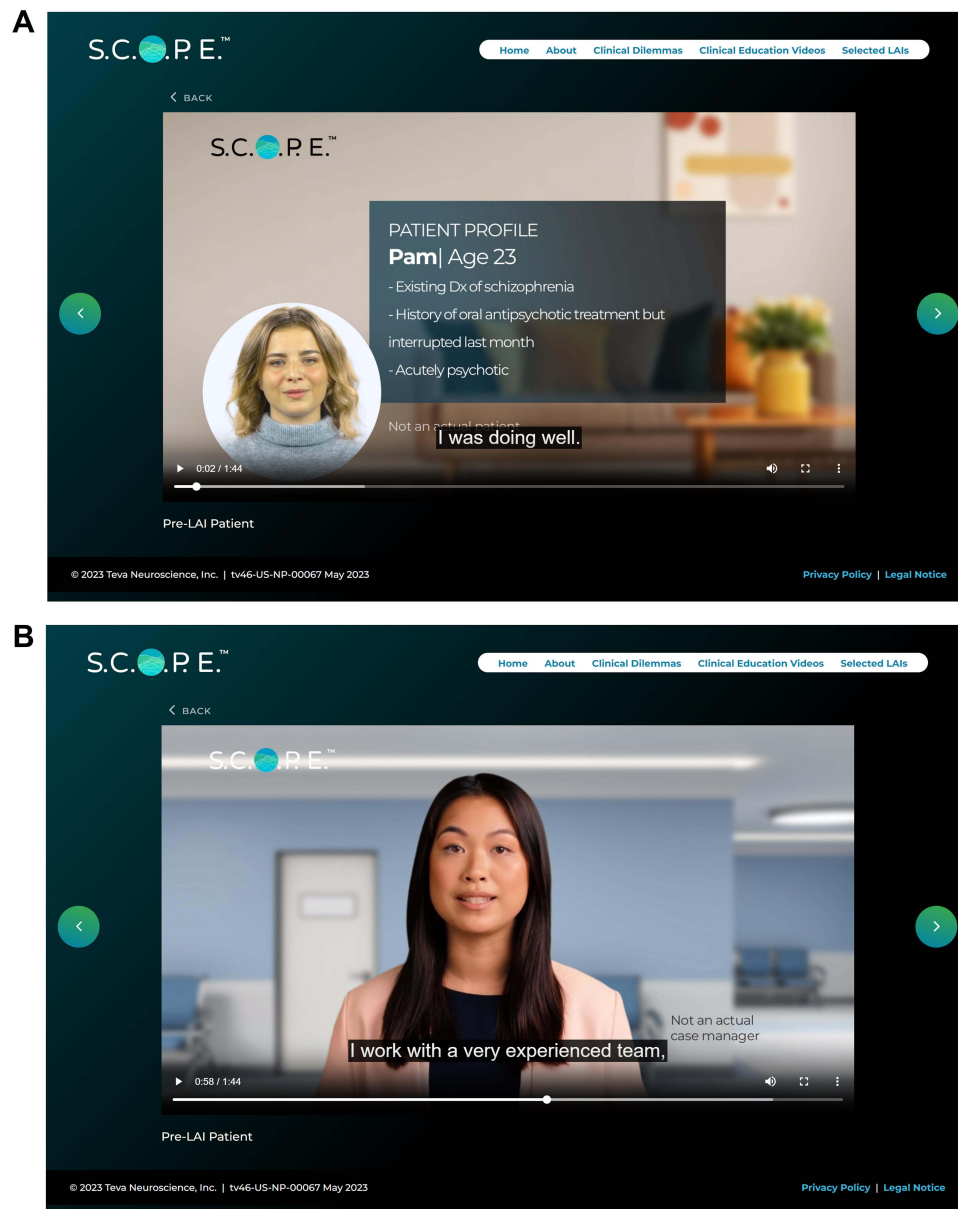 A
S.C.O.P.E.™
Home About Clinical Dilemmas Clinical Education Videos Selected LAIs
BACK
S.C.O.P.E.™
PATIENT PROFILE
Pam| Age 23
- Existing Dx of schizophrenia
- History of oral antipsychotic treatment but
interrupted last month
- Acutely psychotic
Not an actual patient
I was doing well.
0:02 / 1:44
Pre-LAI Patient
© 2023 Teva Neuroscience, Inc. | tv46-US-NP-00067 May 2023
Privacy Policy | Legal Notice
B
S.C.O.P.E.™
Home About Clinical Dilemmas Clinical Education Videos Selected LAIs
BACK
S.C.O.P.E.™
Not an actual
case manager
I work with a very experienced team,
0:58 / 1:44
Pre-LAI Patient
© 2023 Teva Neuroscience, Inc. | tv46-US-NP-00067 May 2023
Privacy Policy | Legal Notice